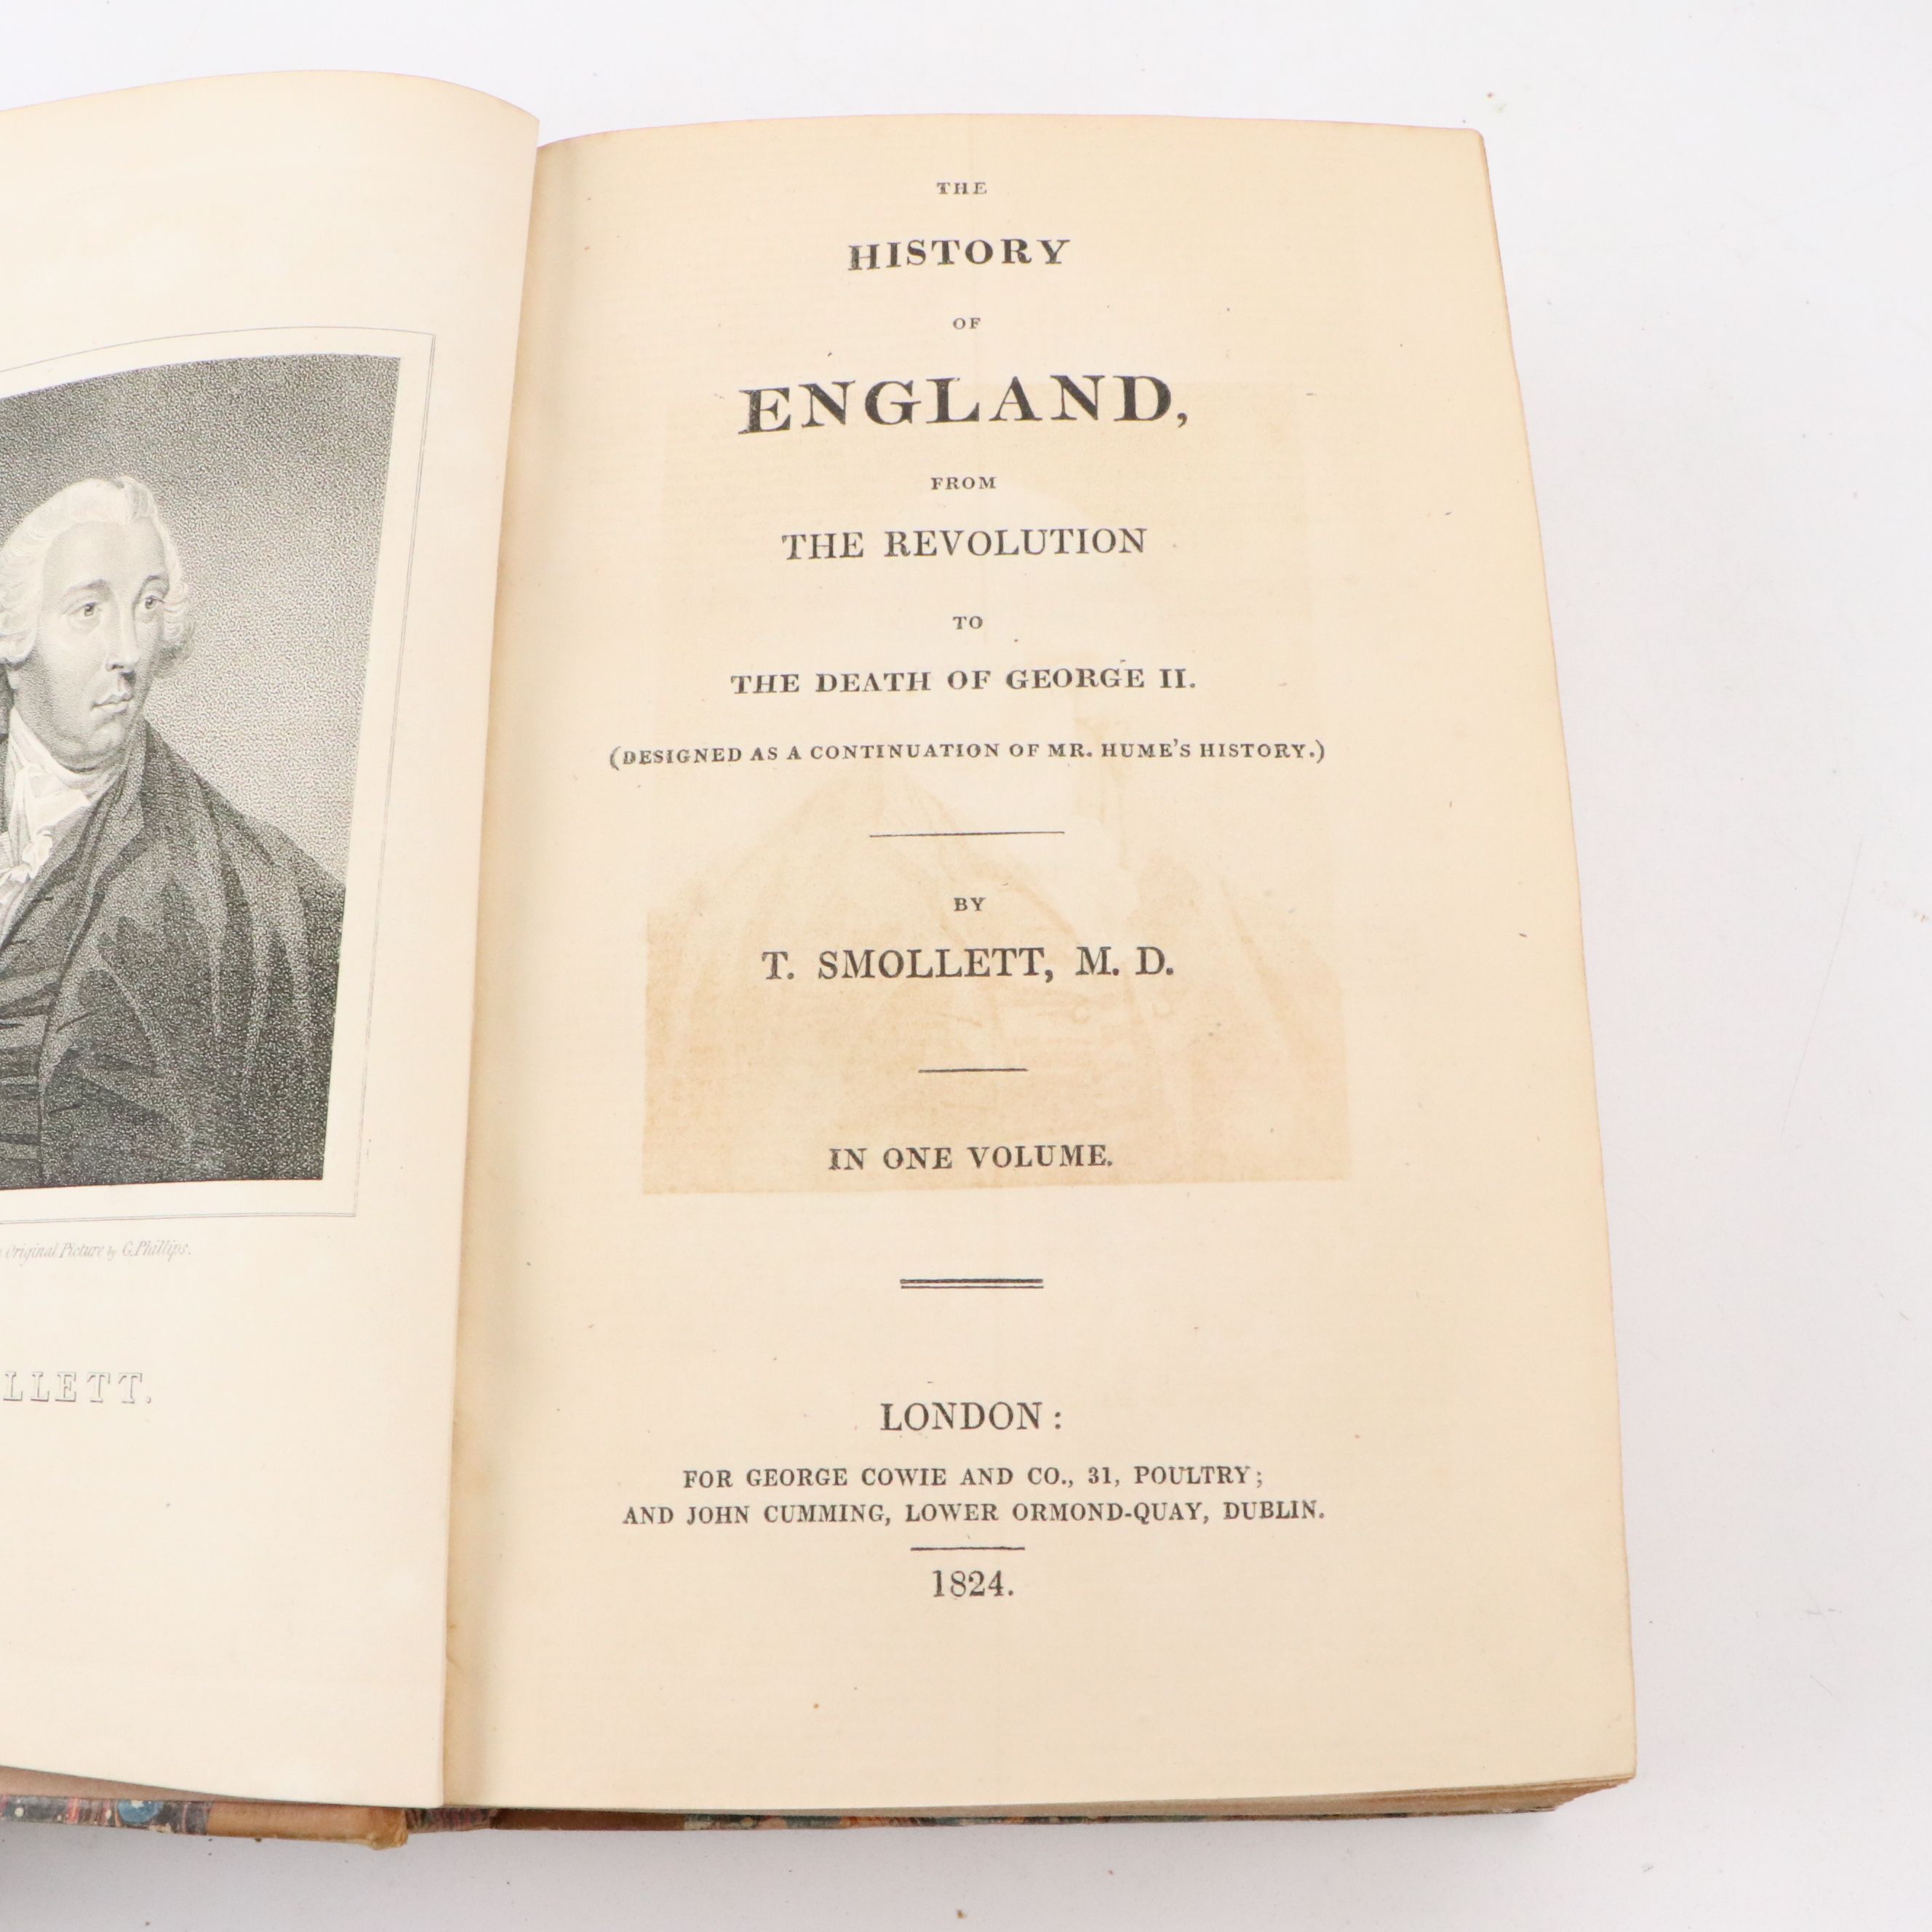 Original Picture by G. Phillips.
LLETT.
THE
HISTORY
OF
ENGLAND,
FROM
THE REVOLUTION
TO
THE DEATH OF GEORGE II.
(DESIGNED AS A CONTINUATION OF MR. HUME'S HISTORY.)
BY
T. SMOLLETT, M. D.
IN ONE VOLUME.
LONDON:
FOR GEORGE COWIE AND CO., 31, POULTRY;
AND JOHN CUMMING, LOWER ORMOND-QUAY, DUBLIN.
1824.